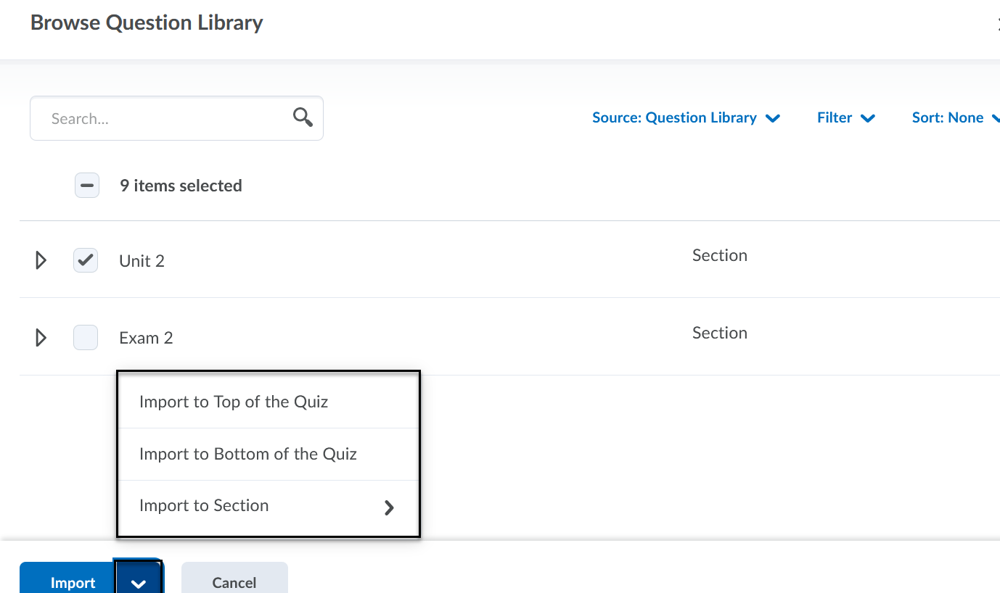 Browse Question Library
Search...
Source: Question Library
Filter
Sort: None
9 items selected
Unit 2
Section
Exam 2
Section
Import to Top of the Quiz
Import to Bottom of the Quiz
Import to Section
Import
Cancel